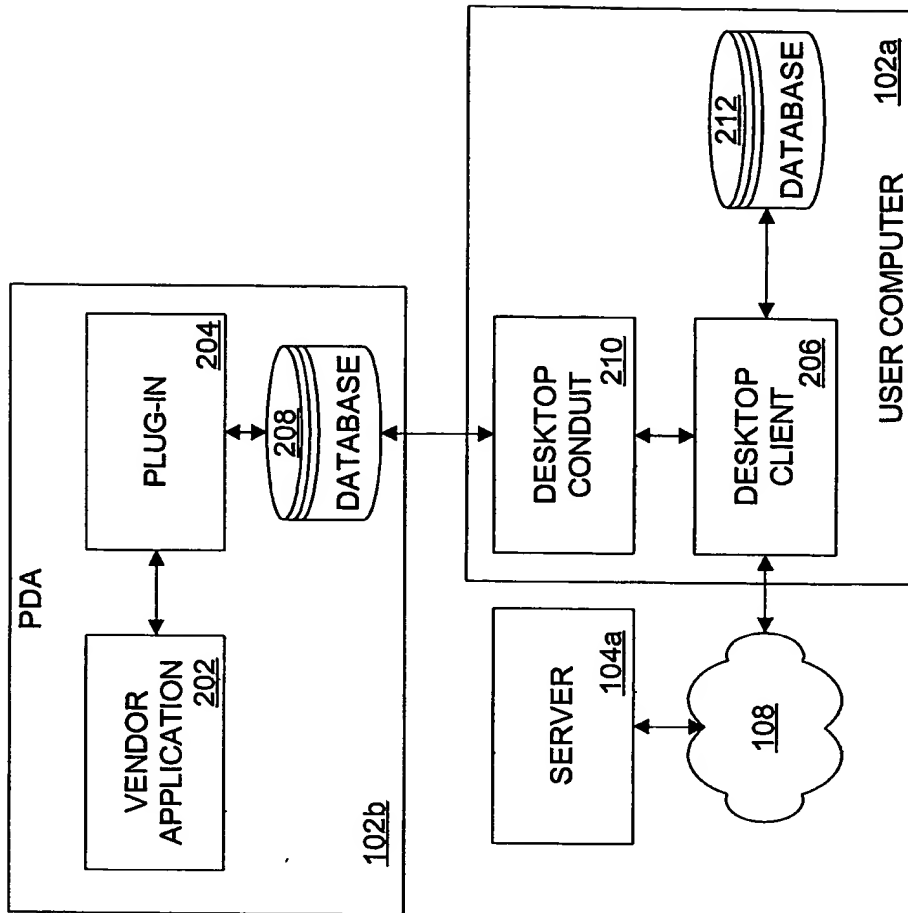 PDA
VENDOR
APPLICATION
202
PLUG-IN
204
208
DATABASE
102b
SERVER
104a
108
DESKTOP
CONDUIT
210
DESKTOP
CLIENT
206
212
DATABASE
USER COMPUTER
102a